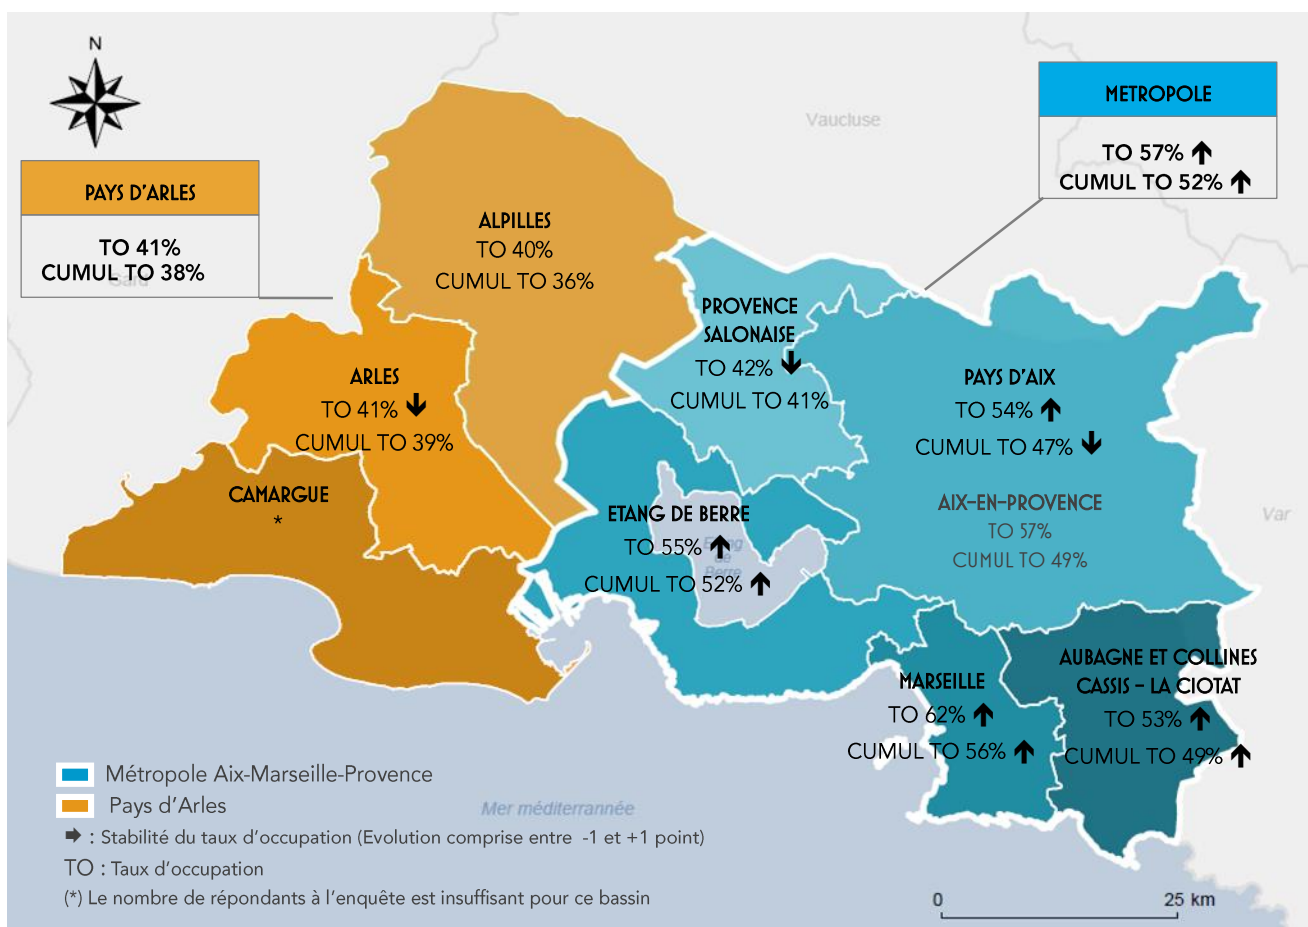 N
Vaucluse
METROPOLE
TO 57%
CUMUL TO 52%
PAYS D'ARLES
TO 41%
CUMUL TO 38%
Gard
ALPILLES
TO 40%
CUMUL TO 36%
PROVENCE
SALONAISE
TO 42%
CUMUL TO 41%
ARLES
TO 41%
CUMUL TO 39%
PAYS D'AIX
TO 54%
CUMUL TO 47%
AIX-EN-PROVENCE
TO 57%
CUMUL TO 49%
CAMARGUE
*
ETANG DE BERRE
TO 55%
CUMUL TO 52%
Etang
de
Berre
Var
MARSEILLE
TO 62%
CUMUL TO 56%
AUBAGNE ET COLLINES
CASSIS – LA CIOTAT
TO 53%
CUMUL TO 49%
Mer méditerrannée
Métropole Aix-Marseille-Provence
Pays d'Arles
: Stabilité du taux d'occupation (Evolution comprise entre -1 et +1 point)
TO : Taux d'occupation
(*) Le nombre de répondants à l'enquête est insuffisant pour ce bassin
0 25 km